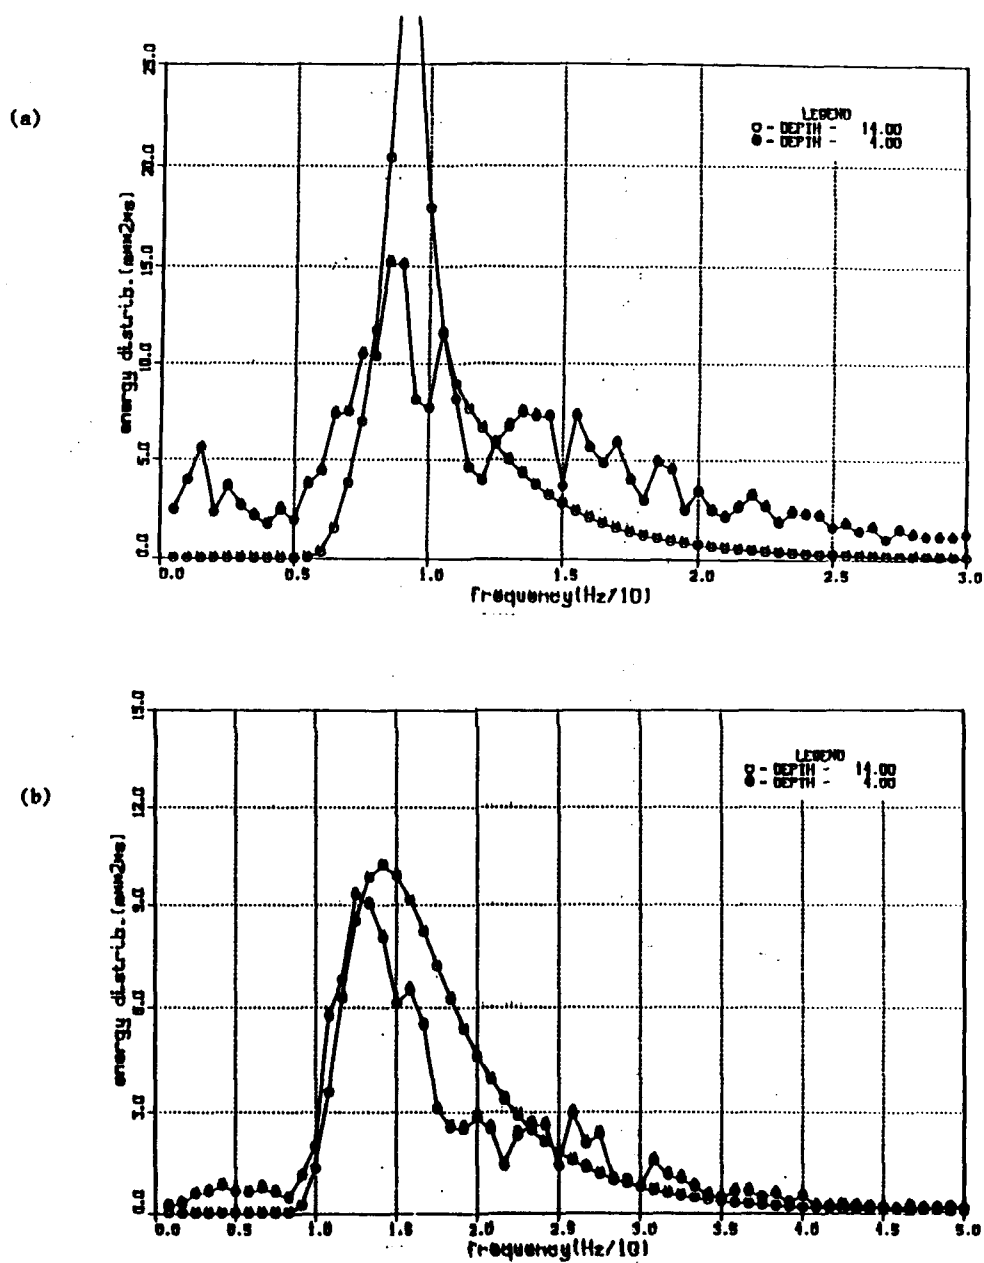 (a)
25.0
20.0
15.0
10.0
5.0
0.0
energy distrib.(m**2*s)
LEGEND
- DEPTH - 14.00
- DEPTH - 4.00
0.0 0.5 1.0 1.5 2.0 2.5 3.0
frequency(Hz/10)
(b)
15.0
12.0
9.0
6.0
3.0
0.0
energy distrib.(m**2*s)
LEGEND
- DEPTH - 14.00
- DEPTH - 4.00
0.0 0.5 1.0 1.5 2.0 2.5 3.0 3.5 4.0 4.5 5.0
frequency(Hz/10)